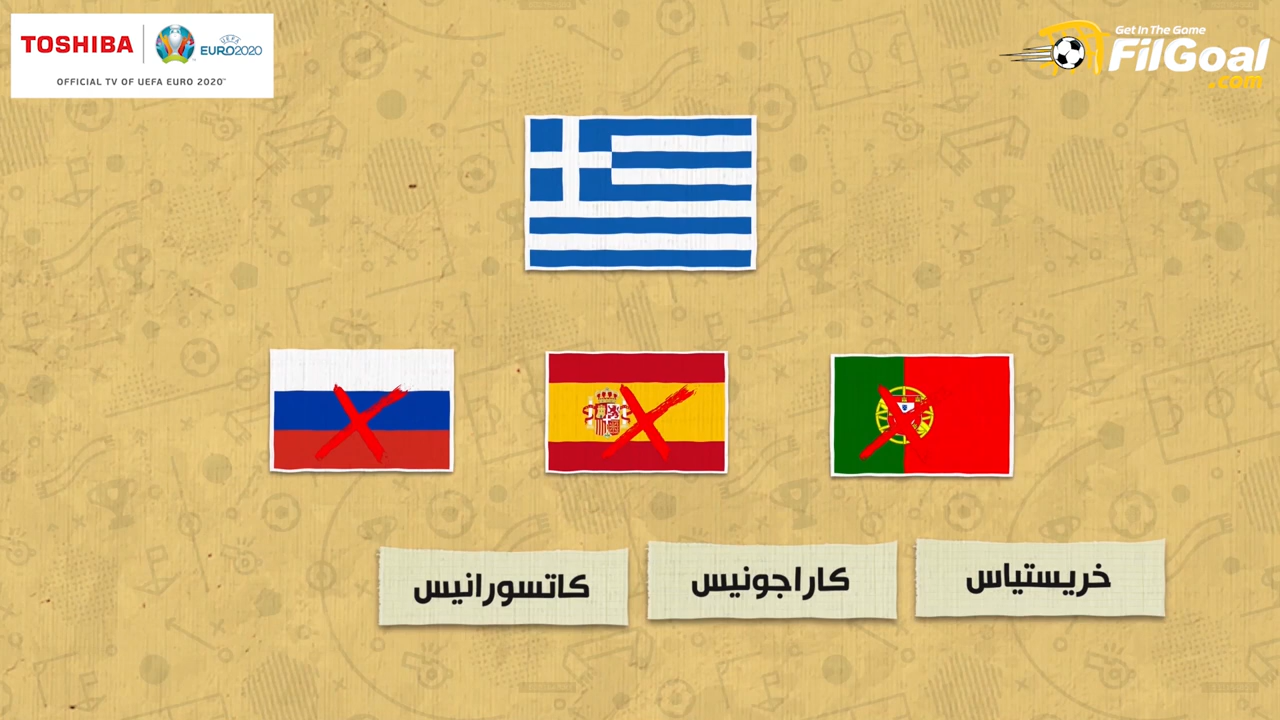 TOSHIBA
UEFA
EURO2020
OFFICIAL TV OF UEFA EURO 2020™
Get In The Game
FilGoal
.com
خريستياس
كاراجونيس
كاتسورانيس